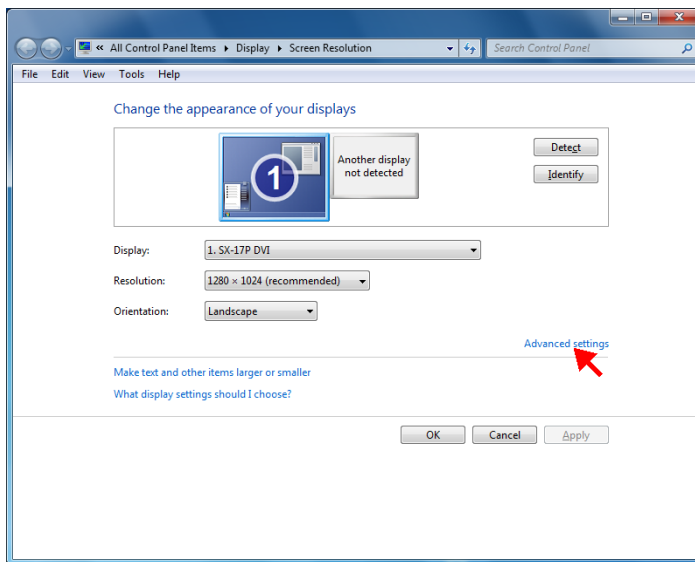 « All Control Panel Items ▸ Display ▸ Screen Resolution
Search Control Panel
File Edit View Tools Help
Change the appearance of your displays
1
Another display
not detected
Detect
Identify
Display: 1. SX-17P DVI
Resolution: 1280 × 1024 (recommended)
Orientation: Landscape
Advanced settings
Make text and other items larger or smaller
What display settings should I choose?
OK Cancel Apply